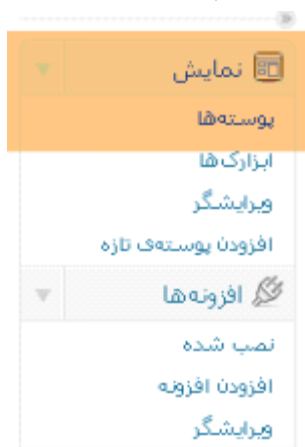 نمایش
پوسته‌ها
ابزارک‌ها
ویرایشگر
افزودن پوسته‌ی تازه
افزونه‌ها
نصب شده
افزودن افزونه
ویرایشگر